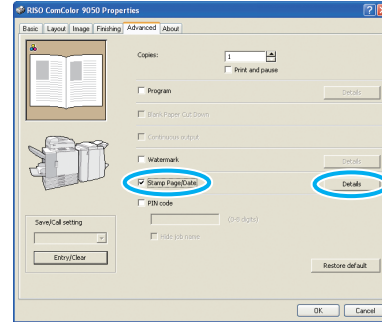 RISO ComColor 9050 Properties
Basic Layout Image Finishing Advanced About
Copies: 1
Print and pause
Program Details
Blank Paper Cut Down
Continuous output
Watermark Details
Stamp Page/Date Details
PIN code
(0-8 digits)
Hide job name
Save/Call setting
Entry/Clear
Restore default
OK Cancel